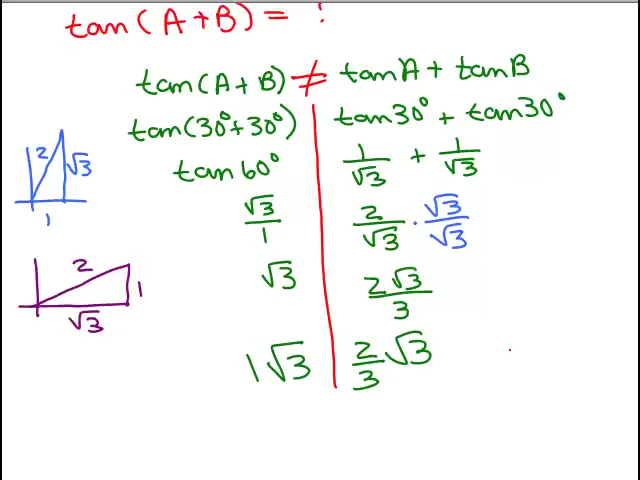 tan(A+B) = ?
tan(A+B) ≠ tanA + tanB
tan(30°+30°) tan30° + tan30°
tan60° 1/√3 + 1/√3
√3/1 2/√3 · √3/√3
√3 2√3/3
1√3 2/3 √3
2 √3
1
2 1
√3